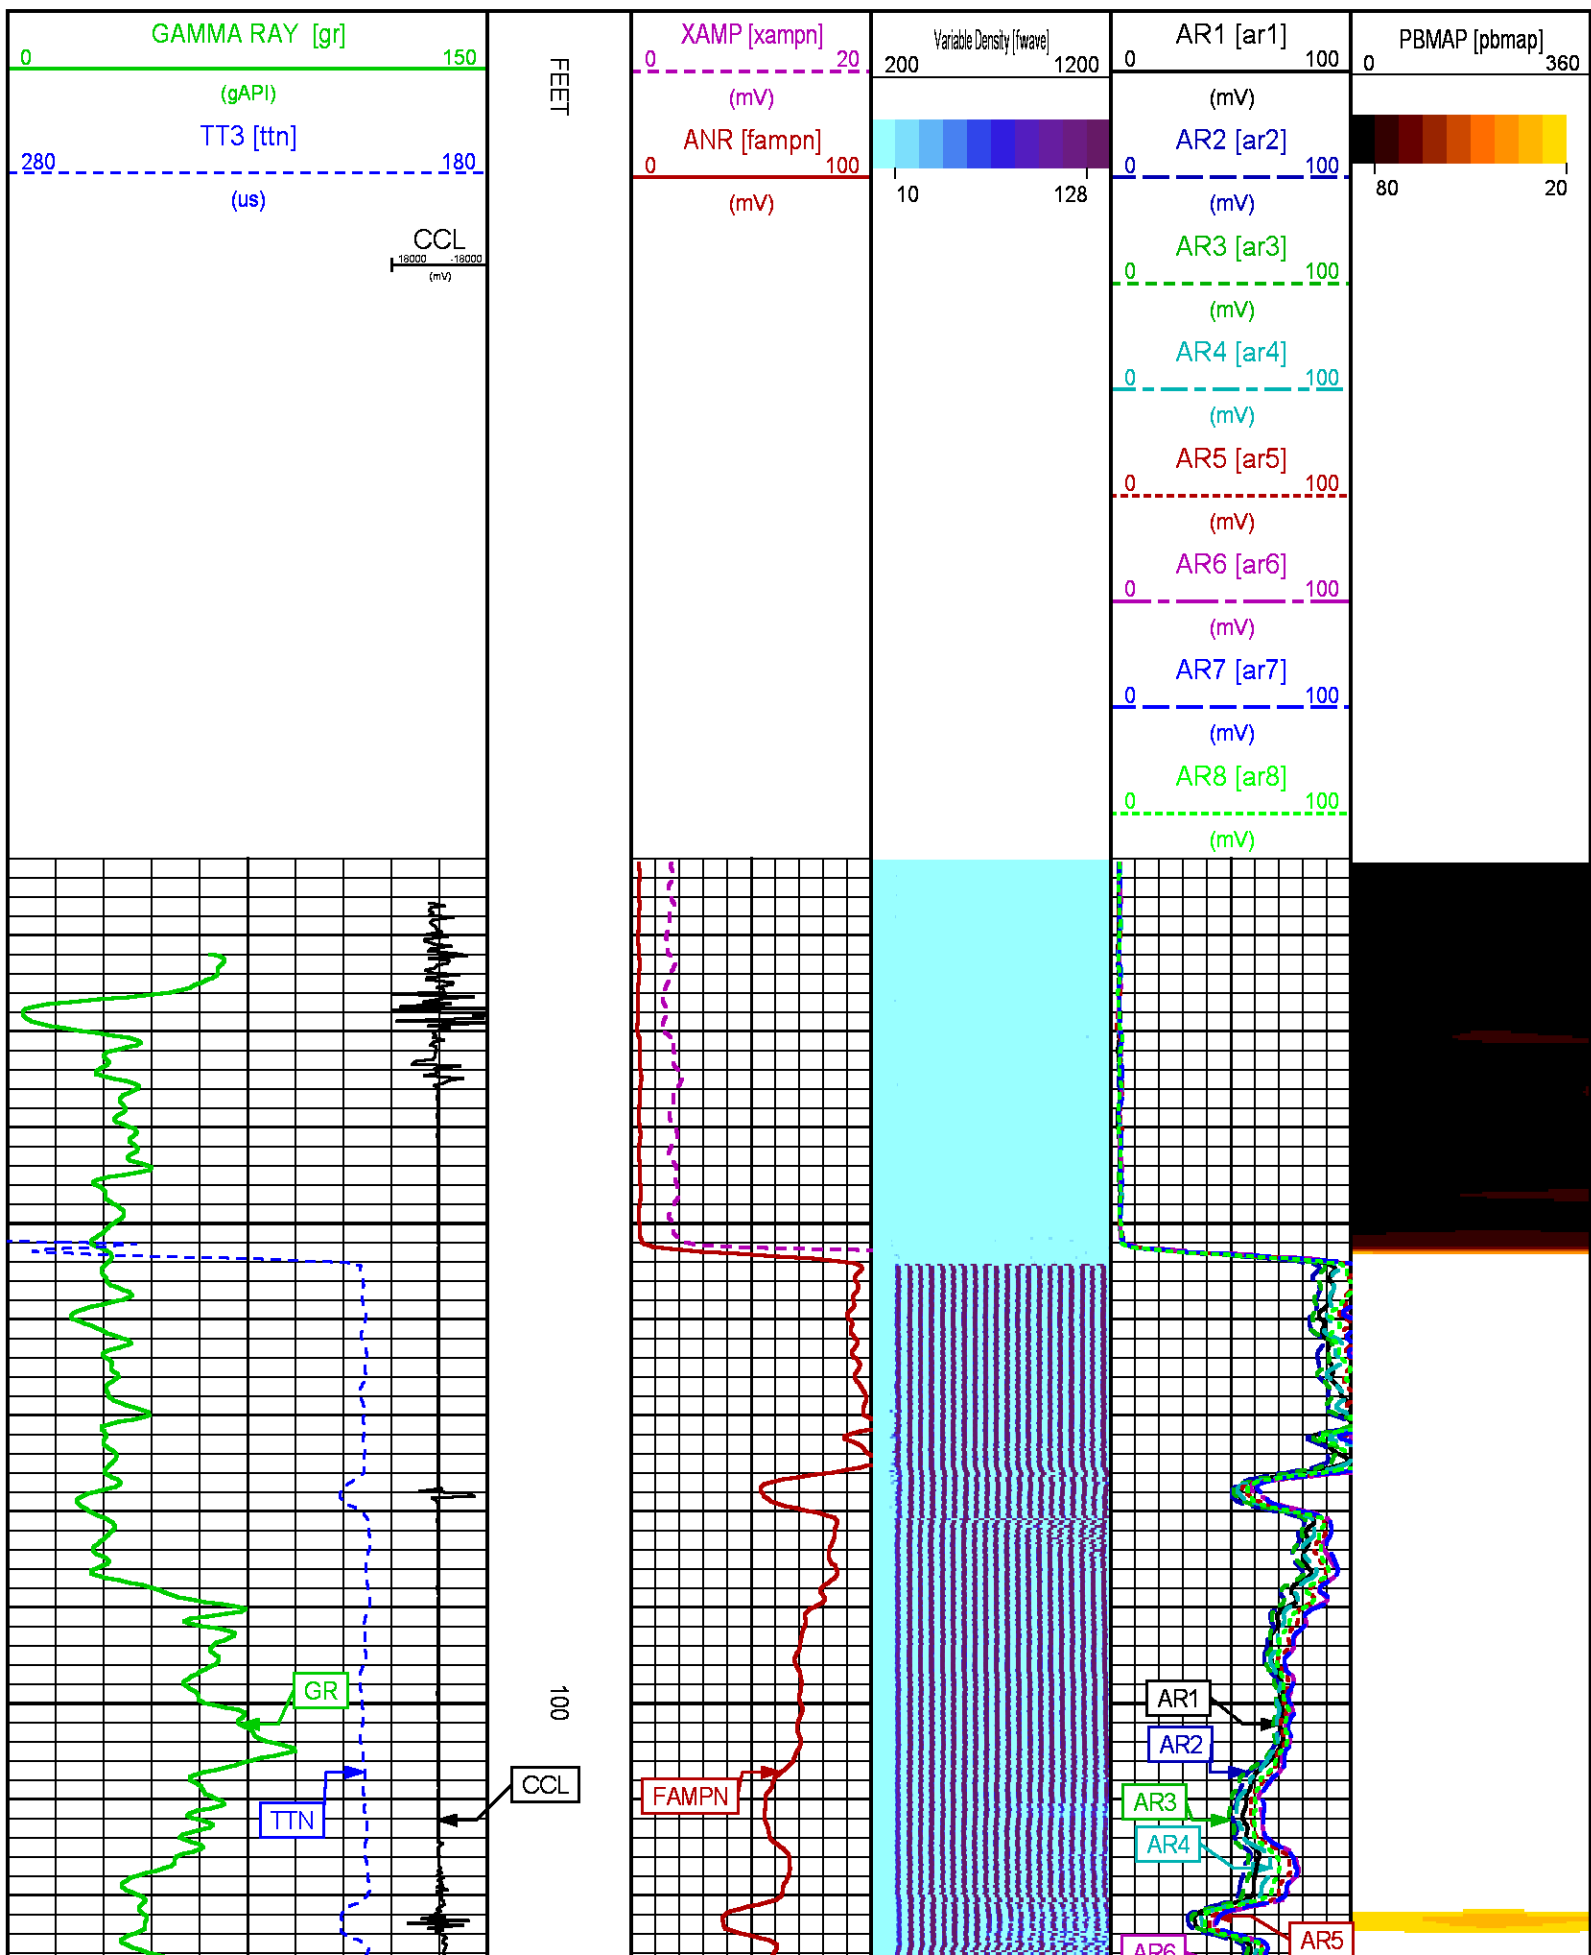 GAMMA RAY [gr]
0 150
(gAPI)
TT3 [ttn]
280 180
(us)
CCL
18000 -18000
(mV)
FEET
XAMP [xampn]
0 20
(mV)
ANR [fampn]
0 100
(mV)
Variable Density [fwave]
200 1200
10 128
AR1 [ar1]
0 100
(mV)
AR2 [ar2]
0 100
(mV)
AR3 [ar3]
0 100
(mV)
AR4 [ar4]
0 100
(mV)
AR5 [ar5]
0 100
(mV)
AR6 [ar6]
0 100
(mV)
AR7 [ar7]
0 100
(mV)
AR8 [ar8]
0 100
(mV)
PBMAP [pbmap]
0 360
80 20
GR
TTN
CCL
100
FAMPN
AR1
AR2
AR3
AR4
AR5
AR6